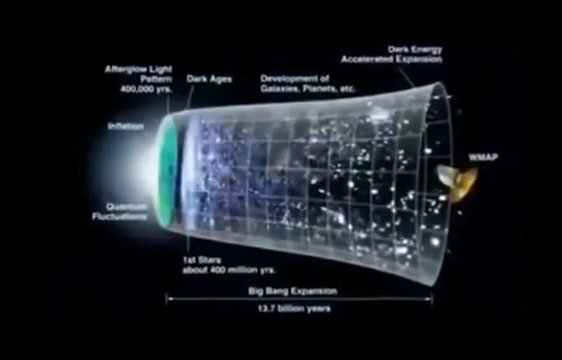 Dark Energy
Accelerated Expansion
Afterglow Light
Pattern
400,000 yrs.
Dark Ages
Development of
Galaxies, Planets, etc.
Inflation
WMAP
Quantum
Fluctuations
1st Stars
about 400 million yrs.
Big Bang Expansion
13.7 billion years